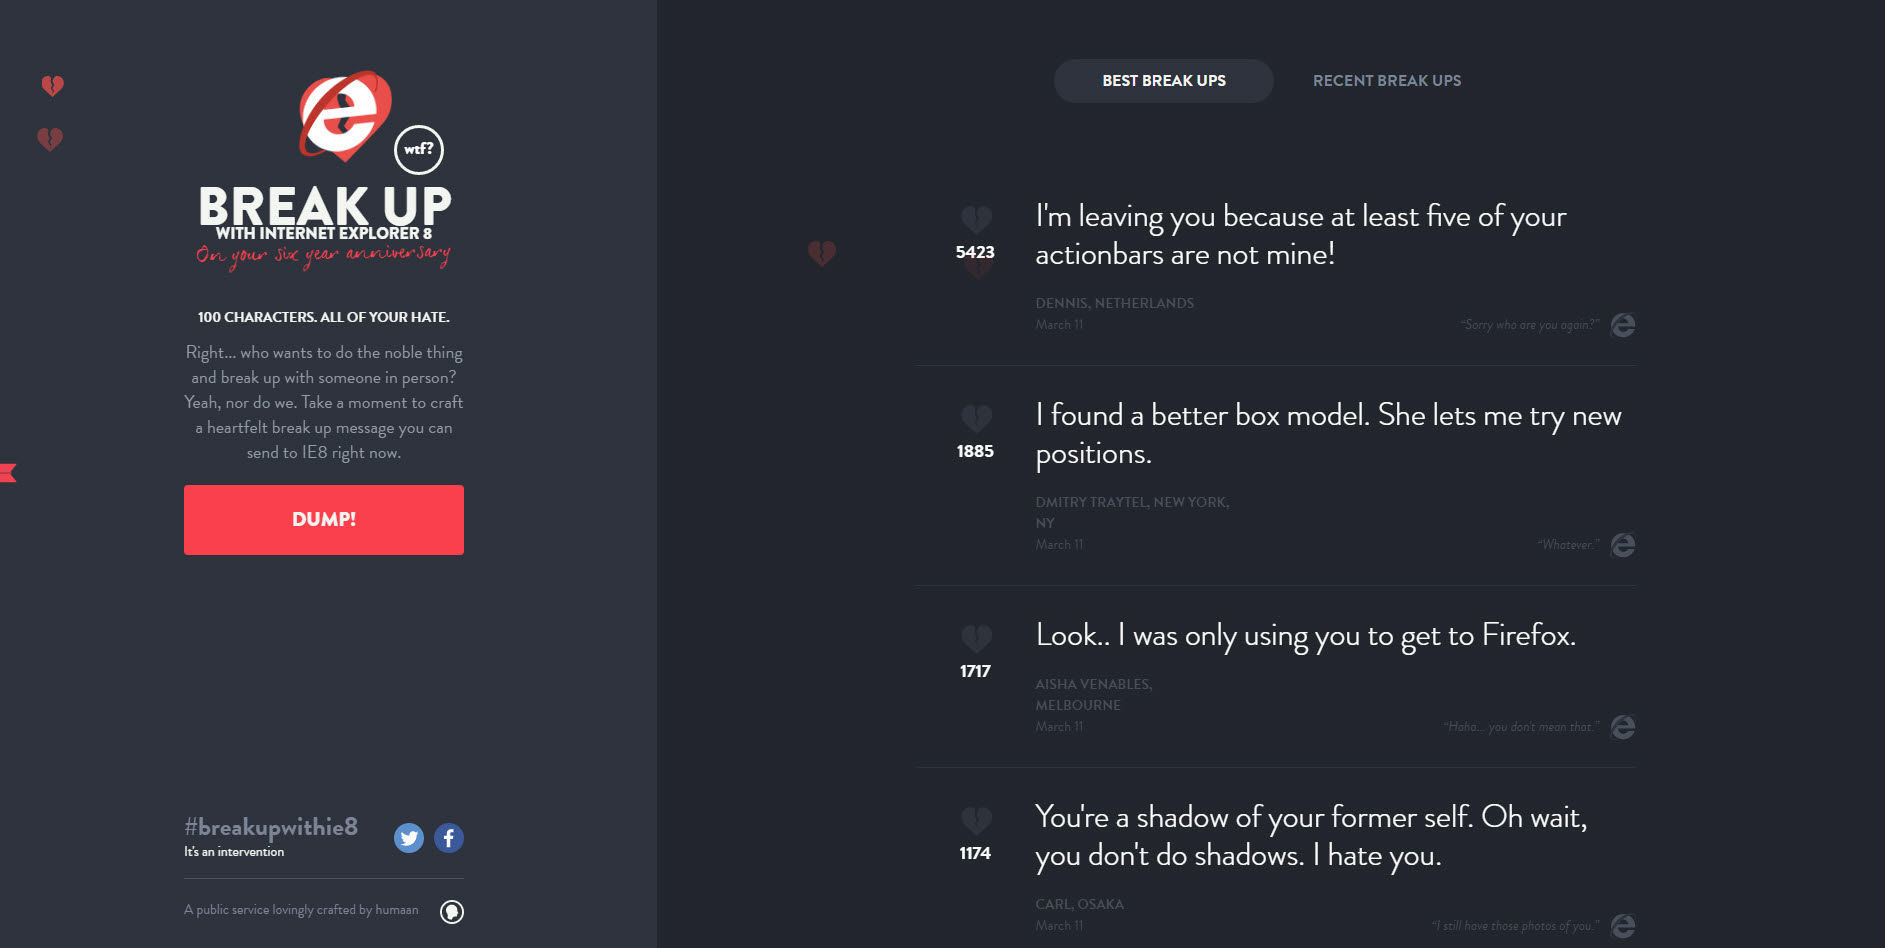 wtf?
BREAK UP
WITH INTERNET EXPLORER 8
On your six year anniversary
100 CHARACTERS. ALL OF YOUR HATE.
Right... who wants to do the noble thing
and break up with someone in person?
Yeah, nor do we. Take a moment to craft
a heartfelt break up message you can
send to IE8 right now.
DUMP!
#breakupwithie8
It's an intervention
A public service lovingly crafted by humaan
BEST BREAK UPS
RECENT BREAK UPS
5423
I'm leaving you because at least five of your
actionbars are not mine!
DENNIS, NETHERLANDS
March 11
“Sorry who are you again?”
1885
I found a better box model. She lets me try new
positions.
DMITRY TRAYTEL, NEW YORK,
NY
March 11
“Whatever.”
1717
Look.. I was only using you to get to Firefox.
AISHA VENABLES,
MELBOURNE
March 11
“Haha... you don't mean that.”
1174
You're a shadow of your former self. Oh wait,
you don't do shadows. I hate you.
CARL, OSAKA
March 11
“I still have those photos of you.”